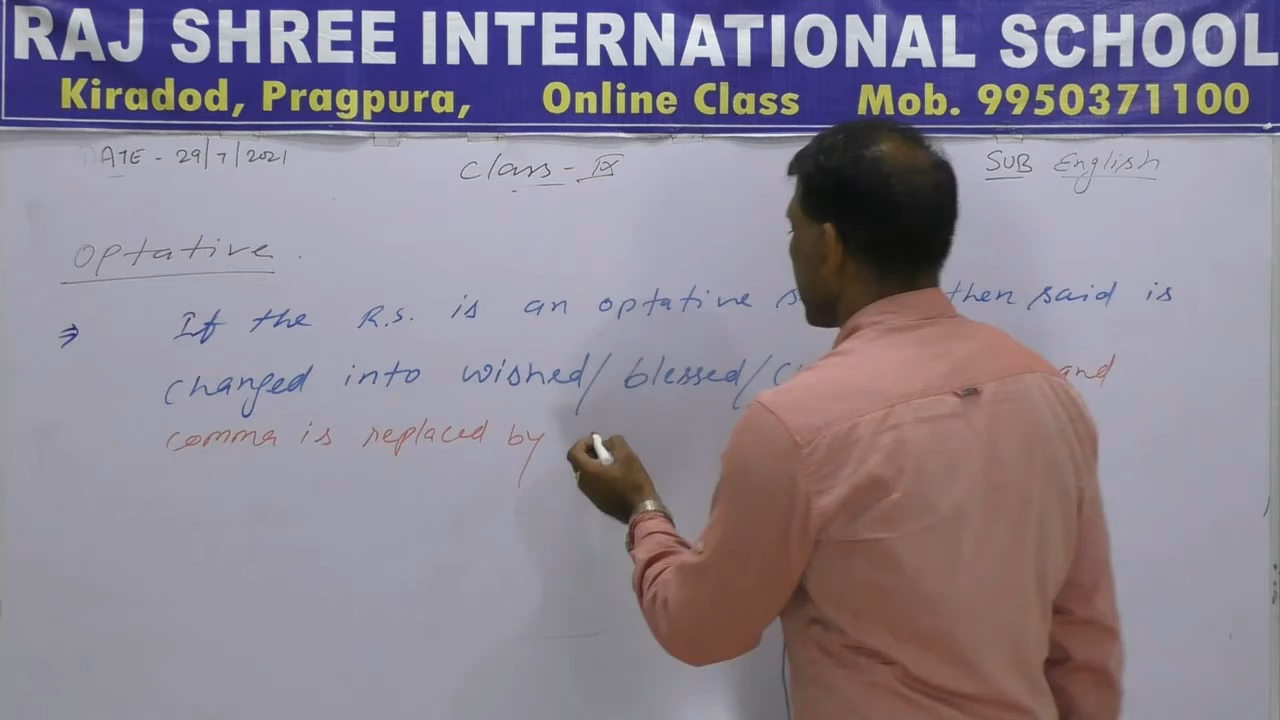 RAJ SHREE INTERNATIONAL SCHOOL
Kiradod, Pragpura, Online Class Mob. 9950371100
DATE - 29/7/2021 Class - IX SUB English
Optative
⇒ If the R.S. is an optative then said is
changed into wished/ blessed/ and
comma is replaced by